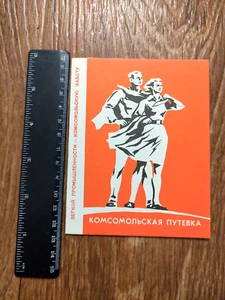 ЛЕГКОЙ ПРОМЫШЛЕННОСТИ - КОМСОМОЛЬСКУЮ ЗАБОТУ
КОМСОМОЛЬСКАЯ ПУТЕВКА